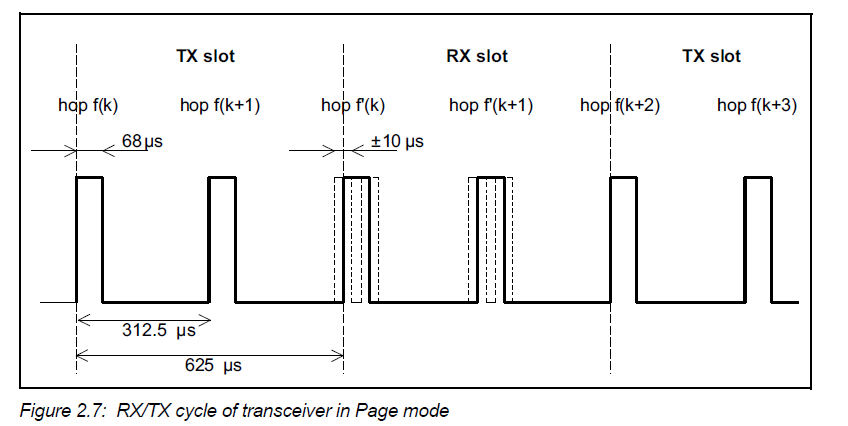 TX slot RX slot TX slot
hop f(k) hop f(k+1) hop f'(k) hop f'(k+1) hop f(k+2) hop f(k+3)
68 µs ±10 µs
312.5 µs
625 µs
Figure 2.7: RX/TX cycle of transceiver in Page mode